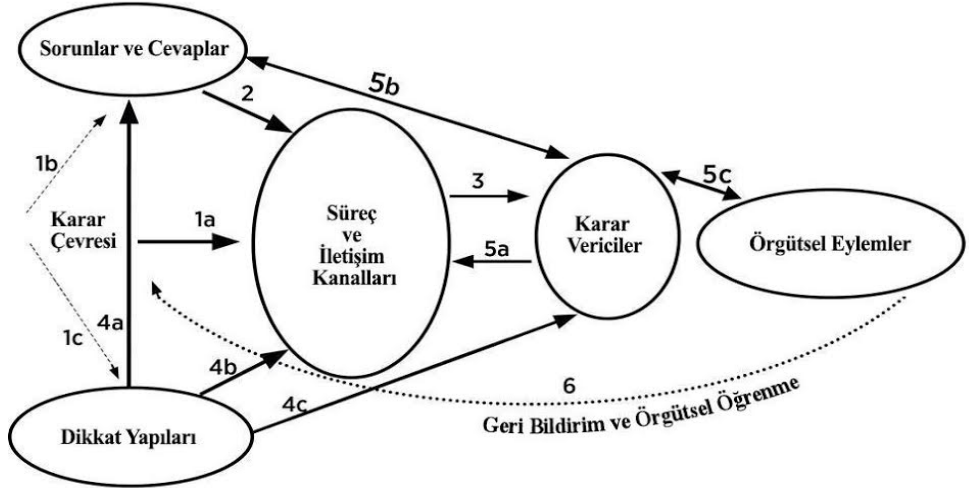 Sorunlar ve Cevaplar
5b
2
1b
3
5c
Karar
Çevresi
1a
Süreç
ve
İletişim
Kanalları
Karar
Vericiler
Örgütsel Eylemler
5a
1c
4a
4b
4c
6
Geri Bildirim ve Örgütsel Öğrenme
Dikkat Yapıları